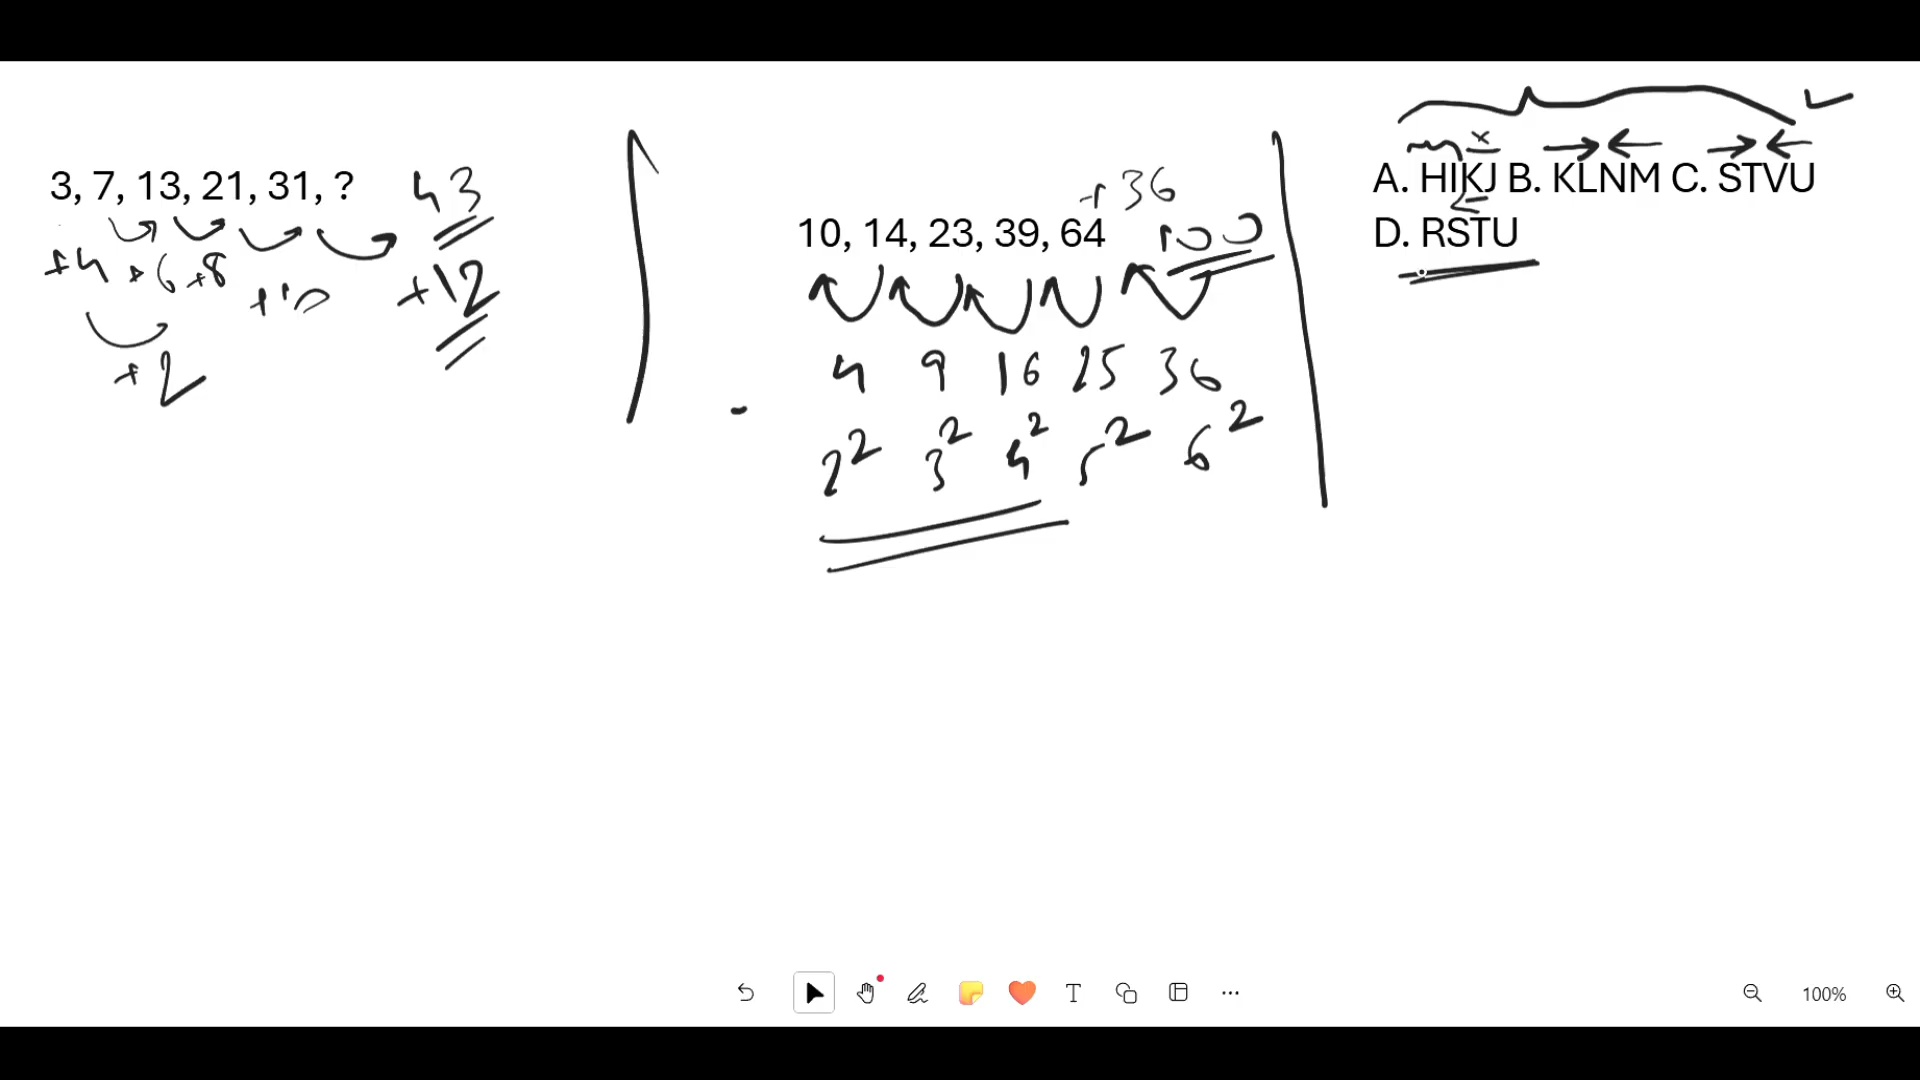 3, 7, 13, 21, 31, ? 43
+4 +6 +8 +10 +12
+2
+36
10, 14, 23, 39, 64 100
4 9 16 25 36
2² 3² 4² 5² 6²
x
A. HIKJ B. KLNM C. STVU
D. RSTU
100%